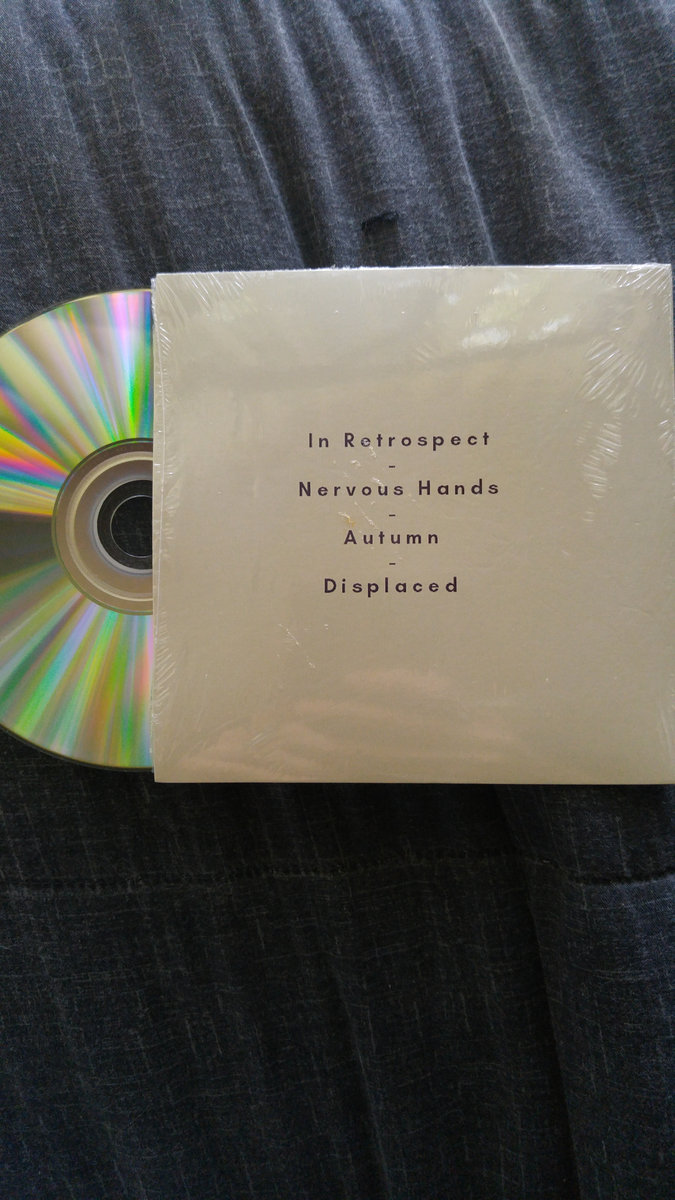 In Retrospect
-
Nervous Hands
-
Autumn
-
Displaced